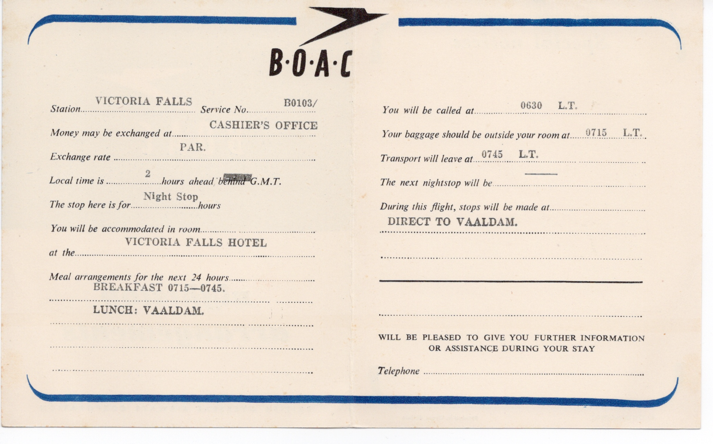 B·O·A·C
Station VICTORIA FALLS Service No. B0103/
Money may be exchanged at CASHIER'S OFFICE
Exchange rate PAR.
Local time is 2 hours ahead behind G.M.T.
The stop here is for Night Stop hours
You will be accommodated in room
at the VICTORIA FALLS HOTEL
Meal arrangements for the next 24 hours
BREAKFAST 0715—0745.
LUNCH: VAALDAM.
You will be called at 0630 L.T.
Your baggage should be outside your room at 0715 L.T.
Transport will leave at 0745 L.T.
The next nightstop will be ——
During this flight, stops will be made at
DIRECT TO VAALDAM.
WILL BE PLEASED TO GIVE YOU FURTHER INFORMATION
OR ASSISTANCE DURING YOUR STAY
Telephone